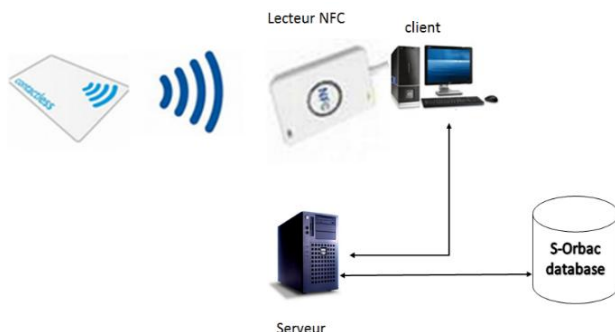 Lecteur NFC
client
contactless
NFC
S-Orbac
database
Serveur